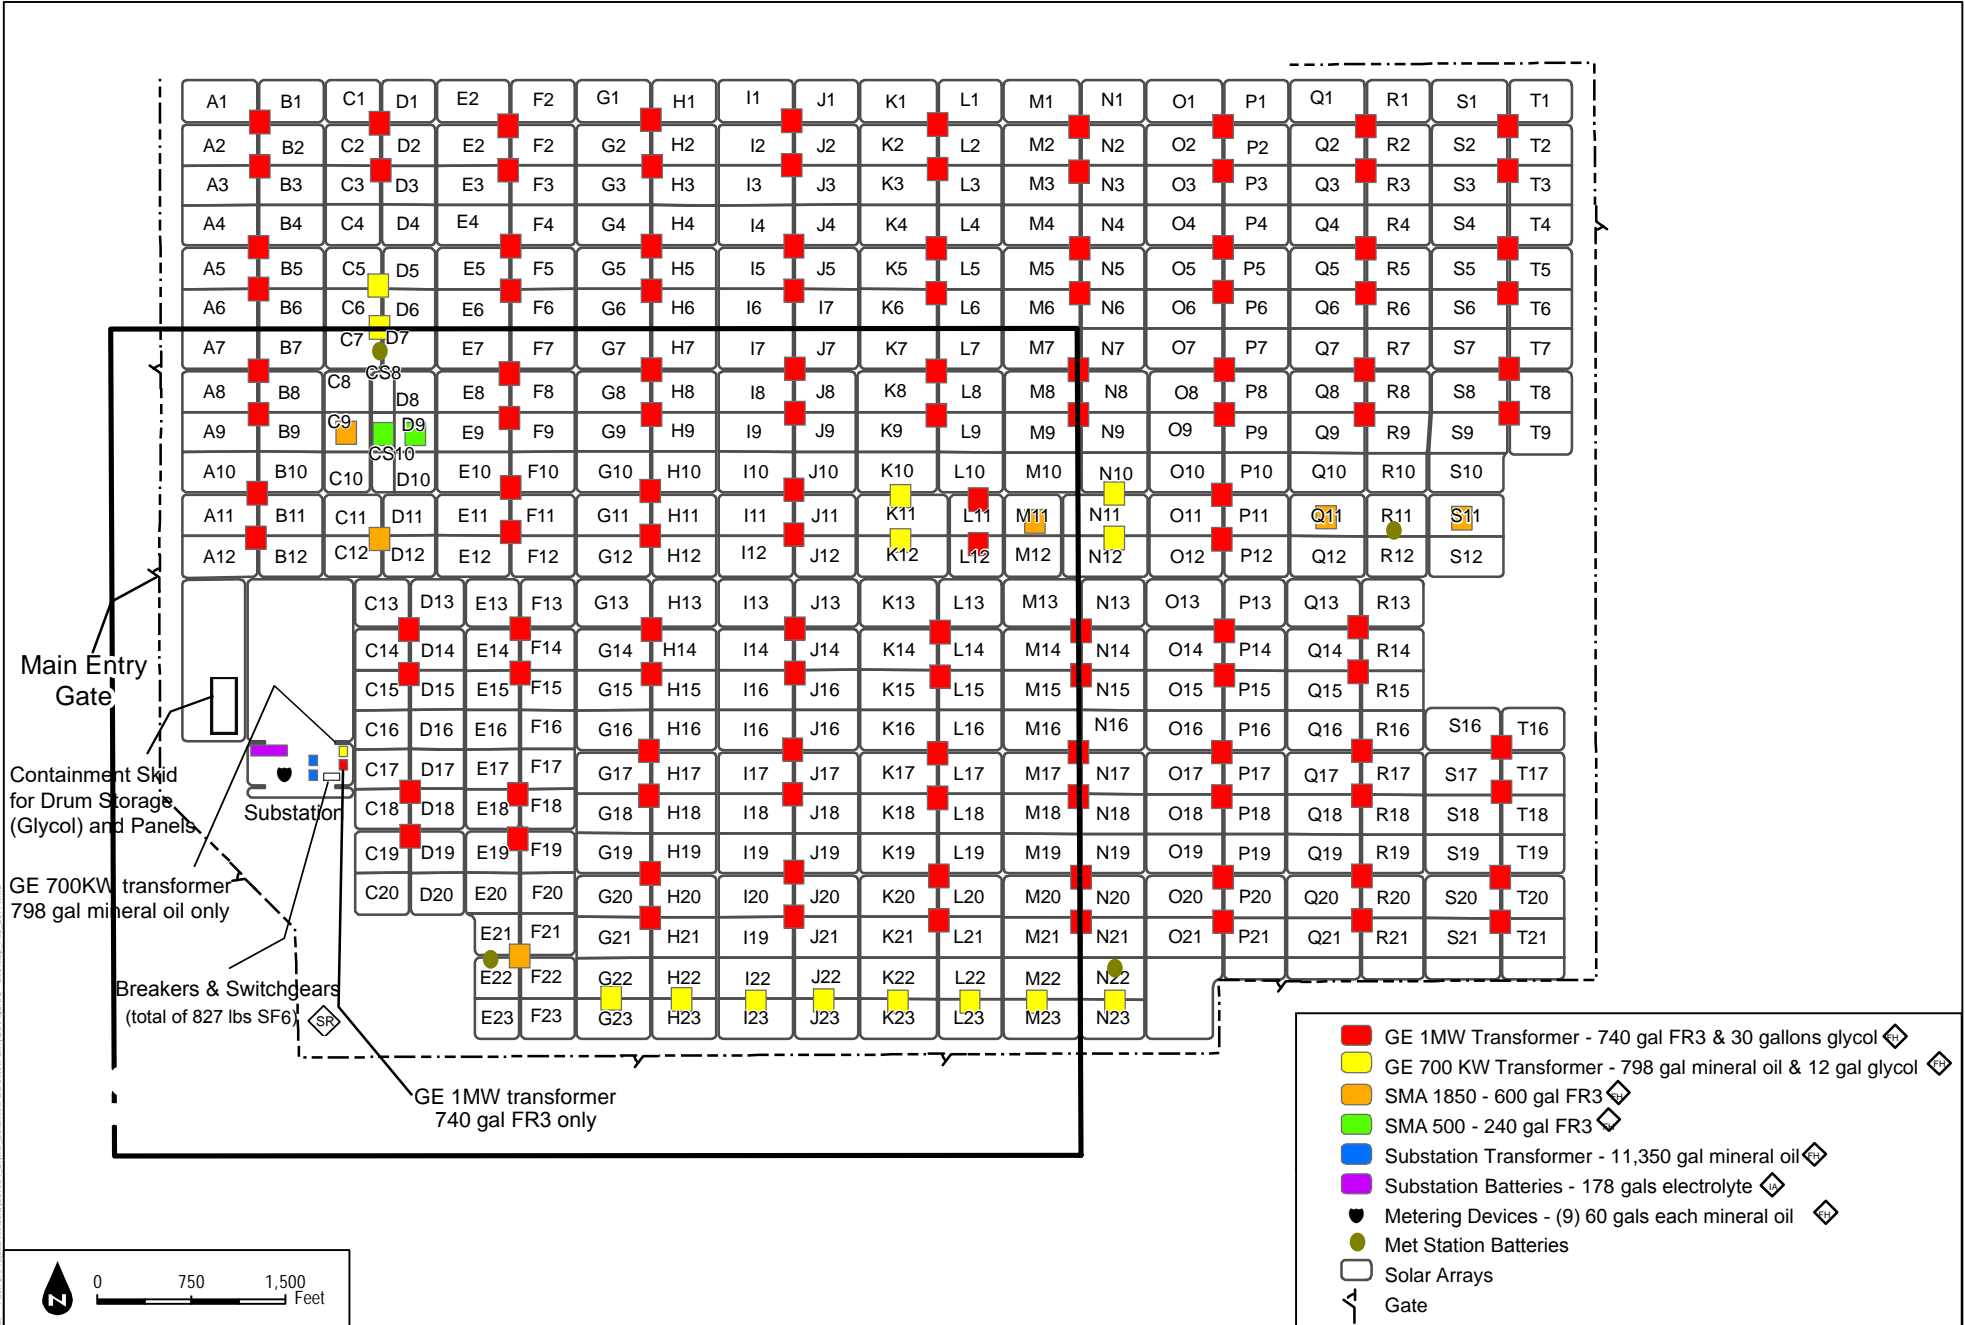 A1 B1 C1 D1 E2 F2 G1 H1 I1 J1 K1 L1 M1 N1 O1 P1 Q1 R1 S1 T1
A2 B2 C2 D2 E2 F2 G2 H2 I2 J2 K2 L2 M2 N2 O2 P2 Q2 R2 S2 T2
A3 B3 C3 D3 E3 F3 G3 H3 I3 J3 K3 L3 M3 N3 O3 P3 Q3 R3 S3 T3
A4 B4 C4 D4 E4 F4 G4 H4 I4 J4 K4 L4 M4 N4 O4 P4 Q4 R4 S4 T4
A5 B5 C5 D5 E5 F5 G5 H5 I5 J5 K5 L5 M5 N5 O5 P5 Q5 R5 S5 T5
A6 B6 C6 D6 E6 F6 G6 H6 I6 I7 K6 L6 M6 N6 O6 P6 Q6 R6 S6 T6
A7 B7 C7 D7 E7 F7 G7 H7 I7 J7 K7 L7 M7 N7 O7 P7 Q7 R7 S7 T7
CS8
A8 B8 C8 D8 E8 F8 G8 H8 I8 J8 K8 L8 M8 N8 O8 P8 Q8 R8 S8 T8
A9 B9 C9 D9 E9 F9 G9 H9 I9 J9 K9 L9 M9 N9 O9 P9 Q9 R9 S9 T9
CS10
A10 B10 C10 D10 E10 F10 G10 H10 I10 J10 K10 L10 M10 N10 O10 P10 Q10 R10 S10
A11 B11 C11 D11 E11 F11 G11 H11 I11 J11 K11 L11 M11 N11 O11 P11 Q11 R11 S11
A12 B12 C12 D12 E12 F12 G12 H12 I12 J12 K12 L12 M12 N12 O12 P12 Q12 R12 S12
C13 D13 E13 F13 G13 H13 I13 J13 K13 L13 M13 N13 O13 P13 Q13 R13
C14 D14 E14 F14 G14 H14 I14 J14 K14 L14 M14 N14 O14 P14 Q14 R14
C15 D15 E15 F15 G15 H15 I16 J16 K15 L15 M15 N15 O15 P15 Q15 R15
C16 D16 E16 F16 G16 H16 I16 J16 K16 L16 M16 N16 O16 P16 Q16 R16 S16 T16
C17 D17 E17 F17 G17 H17 I17 J17 K17 L17 M17 N17 O17 P17 Q17 R17 S17 T17
C18 D18 E18 F18 G18 H18 I18 J18 K18 L18 M18 N18 O18 P18 Q18 R18 S18 T18
C19 D19 E19 F19 G19 H19 I19 J19 K19 L19 M19 N19 O19 P19 Q19 R19 S19 T19
C20 D20 E20 F20 G20 H20 I20 J20 K20 L20 M20 N20 O20 P20 Q20 R20 S20 T20
E21 F21 G21 H21 I19 J21 K21 L21 M21 N21 O21 P21 Q21 R21 S21 T21
E22 F22 G22 H22 I22 J22 K22 L22 M22 N22
E23 F23 G23 H23 I23 J23 K23 L23 M23 N23
Main Entry
Gate
Containment Skid
for Drum Storage
(Glycol) and Panels
Substation
GE 700KW transformer
798 gal mineral oil only
Breakers & Switchgears
(total of 827 lbs SF6)
SR
GE 1MW transformer
740 gal FR3 only
GE 1MW Transformer - 740 gal FR3 & 30 gallons glycol FH
GE 700 KW Transformer - 798 gal mineral oil & 12 gal glycol FH
SMA 1850 - 600 gal FR3 FH
SMA 500 - 240 gal FR3 FH
Substation Transformer - 11,350 gal mineral oil FH
Substation Batteries - 178 gals electrolyte IA
Metering Devices - (9) 60 gals each mineral oil FH
Met Station Batteries
Solar Arrays
Gate
N
0 750 1,500
Feet